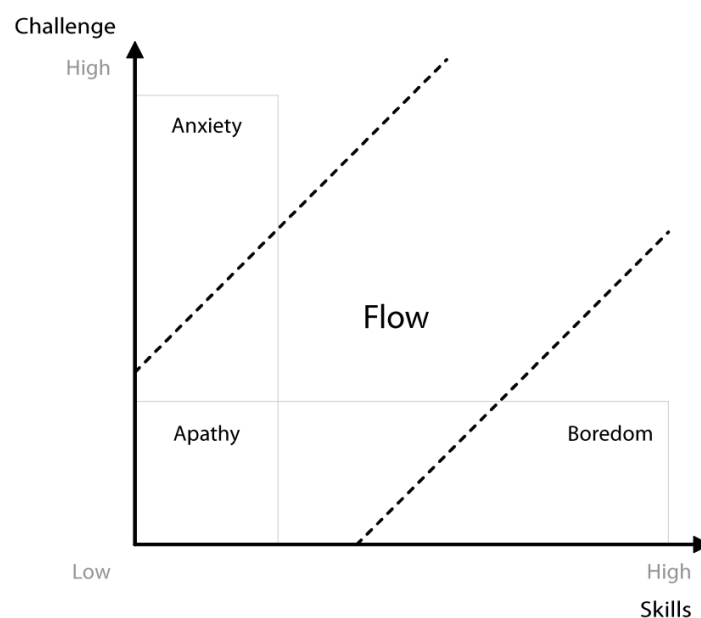 Challenge
High
Anxiety
Flow
Apathy
Boredom
Low
High
Skills